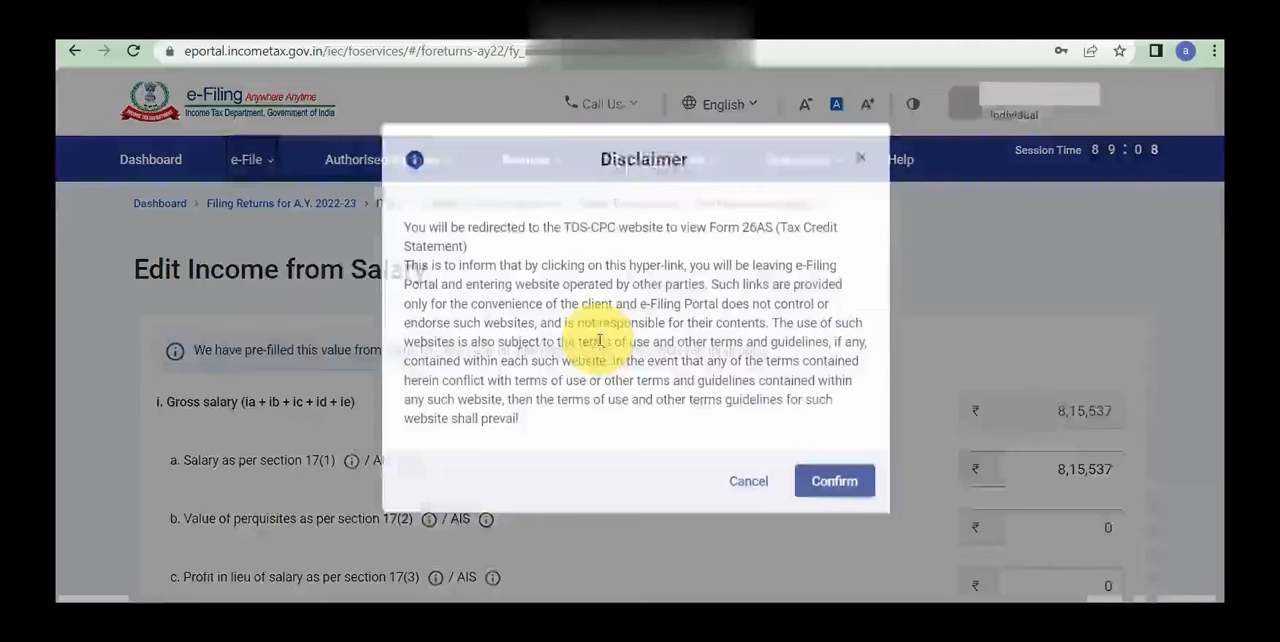 eportal.incometax.gov.in/iec/foservices/#/foreturns-ay22/fy_
a
e-Filing Anywhere Anytime
Income Tax Department, Government of India
Call Us
English
A-
A
A+
Individual
Dashboard
e-File
Authorised
Help
Session Time 8 9 : 0 8
Disclaimer
Dashboard > Filing Returns for A.Y. 2022-23 >
You will be redirected to the TDS-CPC website to view Form 26AS (Tax Credit
Statement)
Edit Income from Salary
This is to inform that by clicking on this hyper-link, you will be leaving e-Filing
Portal and entering website operated by other parties. Such links are provided
only for the convenience of the client and e-Filing Portal does not control or
endorse such websites, and is not responsible for their contents. The use of such
websites is also subject to the terms of use and other terms and guidelines, if any,
contained within each such website. In the event that any of the terms contained
herein conflict with terms of use or other terms and guidelines contained within
any such website, then the terms of use and other terms guidelines for such
website shall prevail
We have pre-filled this value from
i. Gross salary (ia + ib + ic + id + ie)
₹ 8,15,537
a. Salary as per section 17(1) / AI
₹ 8,15,537
Cancel
Confirm
b. Value of perquisites as per section 17(2) / AIS
₹ 0
c. Profit in lieu of salary as per section 17(3) / AIS
₹ 0